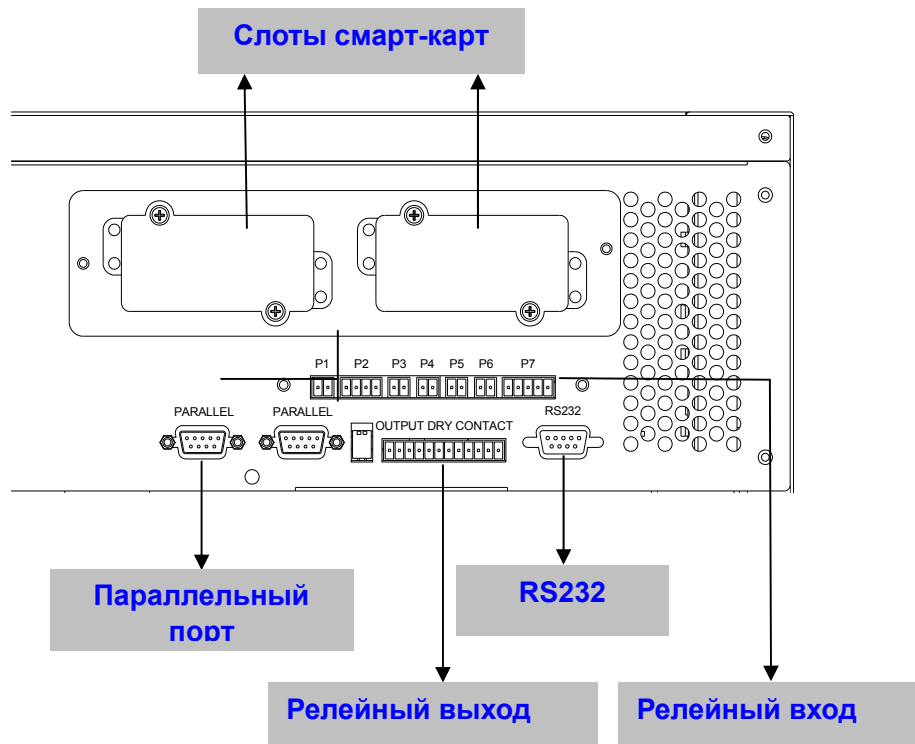 Слоты смарт-карт
P1 P2 P3 P4 P5 P6 P7
PARALLEL PARALLEL OUTPUT DRY CONTACT RS232
Параллельный
порт
RS232
Релейный выход
Релейный вход